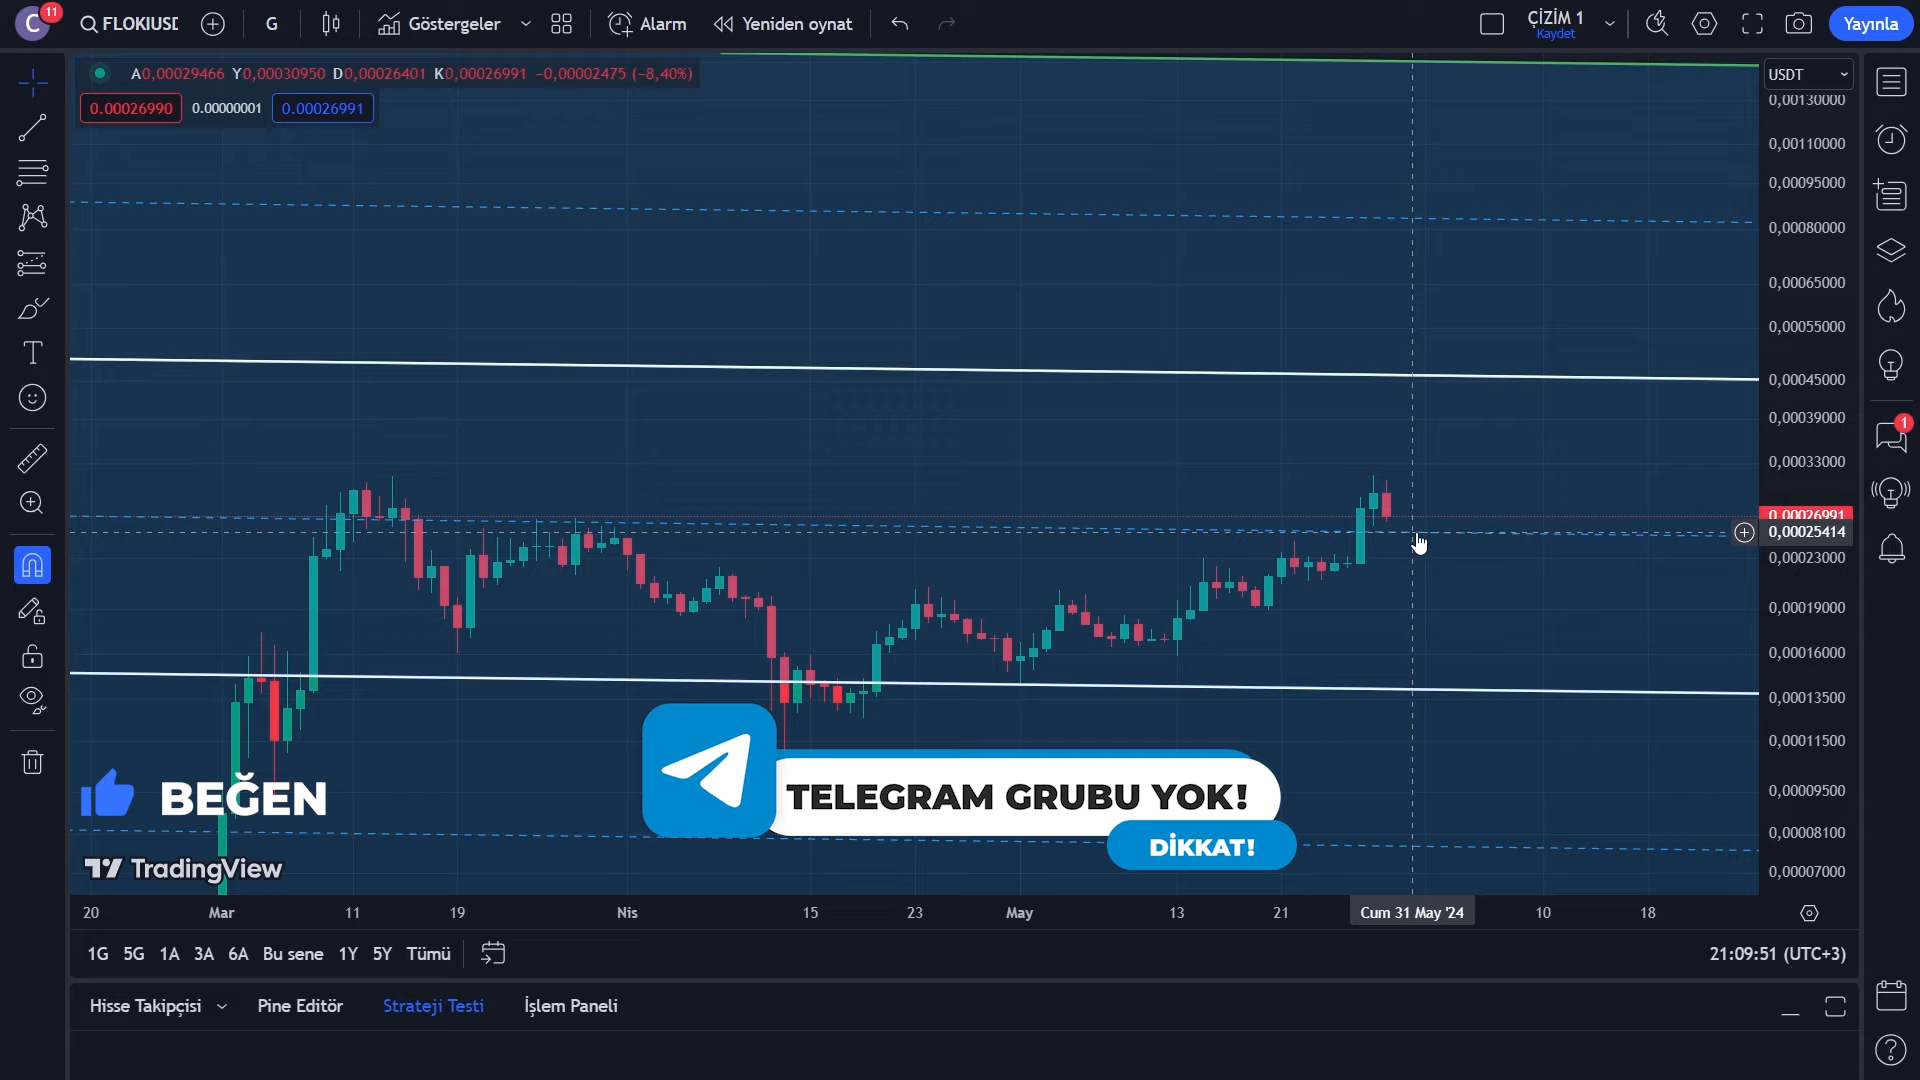 C 11 FLOKIUSI G Göstergeler Alarm Yeniden oynat ÇİZİM 1 Kaydet Yayınla
A0,00029466 Y0,00030950 D0,00026401 K0,00026991 −0,00002475 (−8,40%)
USDT
0.00026990 0.00000001 0.00026991
0,00130000
0,00110000
0,00095000
0,00080000
0,00065000
0,00055000
0,00045000
0,00039000
1
0,00033000
0,00026991
0,00025414
0,00023000
0,00019000
0,00016000
0,00013500
0,00011500
0,00009500
0,00008100
0,00007000
BEĞEN
TELEGRAM GRUBU YOK!
DİKKAT!
TradingView
20 Mar 11 19 Nis 15 23 May 13 21 Cum 31 May '24 10 18
1G 5G 1A 3A 6A Bu sene 1Y 5Y Tümü 21:09:51 (UTC+3)
Hisse Takipçisi Pine Editör Strateji Testi İşlem Paneli